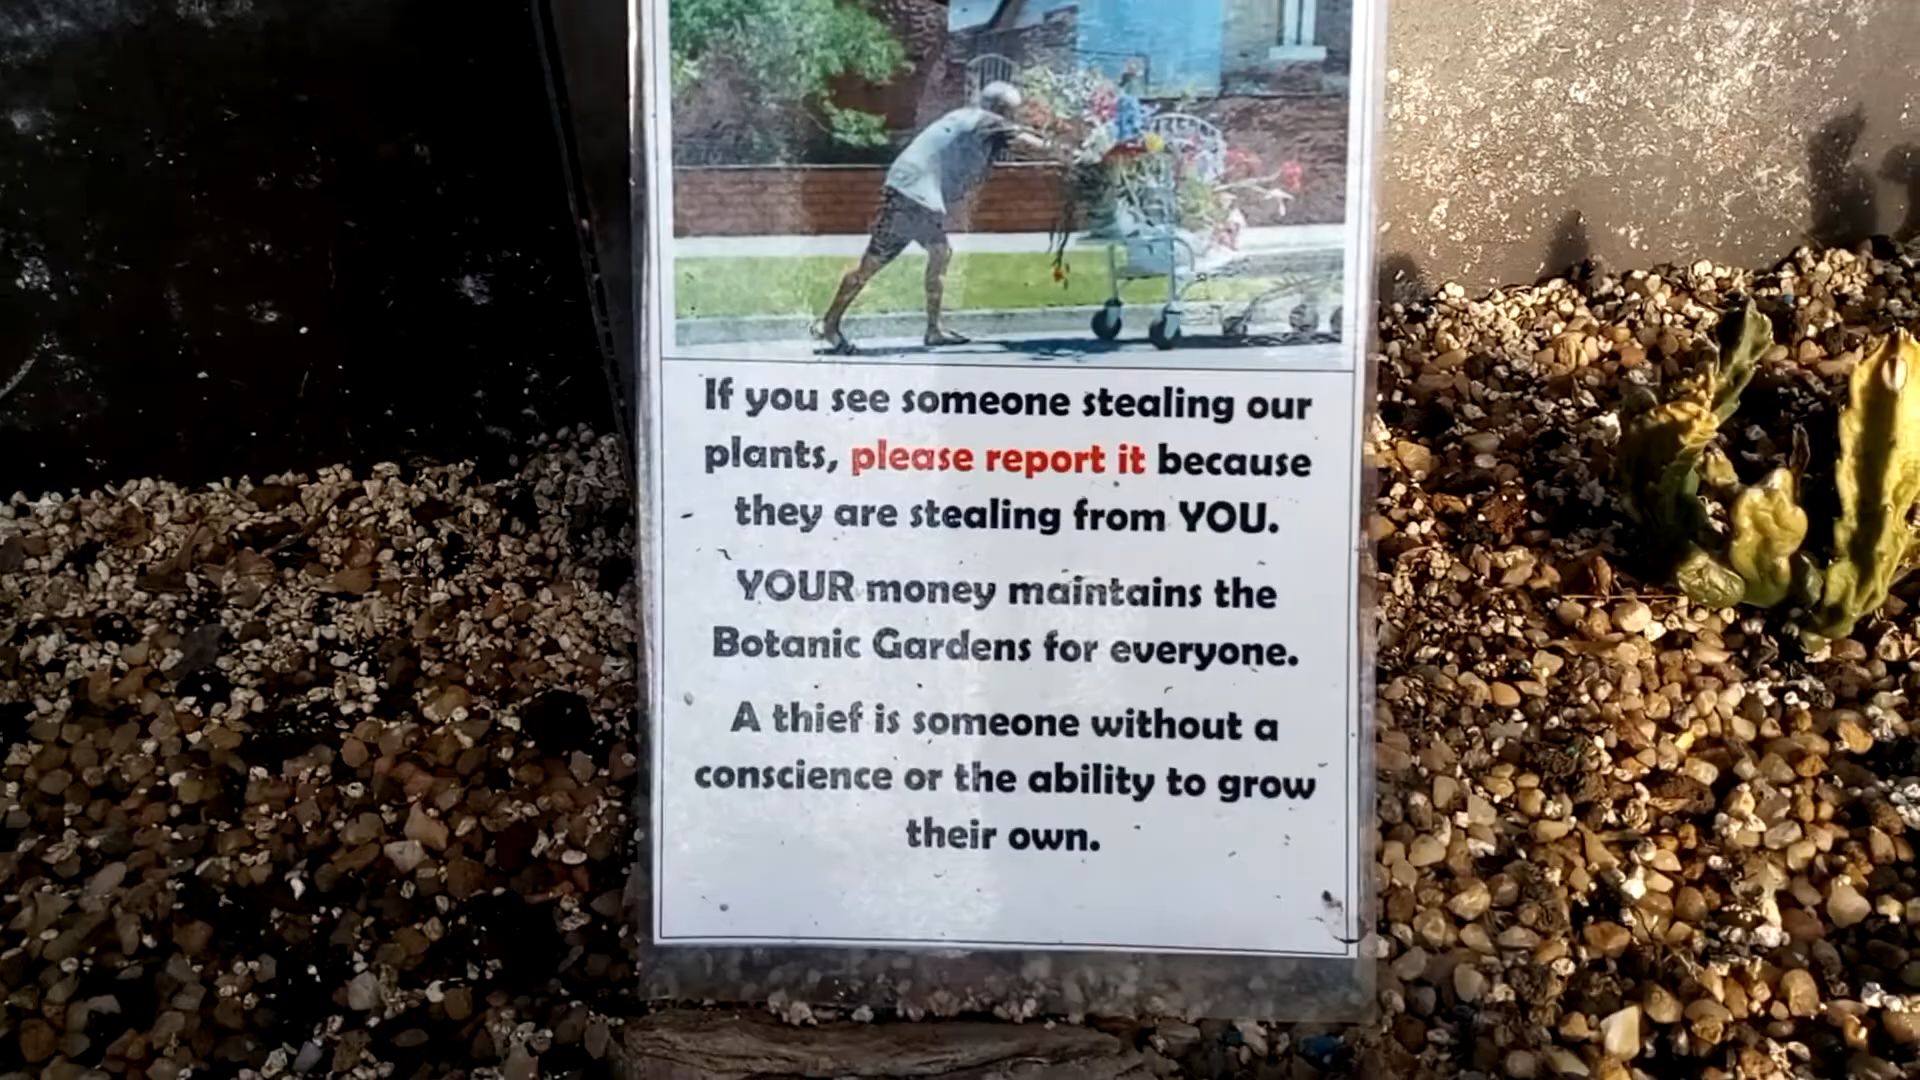 If you see someone stealing our
plants, please report it because
they are stealing from YOU.
YOUR money maintains the
Botanic Gardens for everyone.
A thief is someone without a
conscience or the ability to grow
their own.